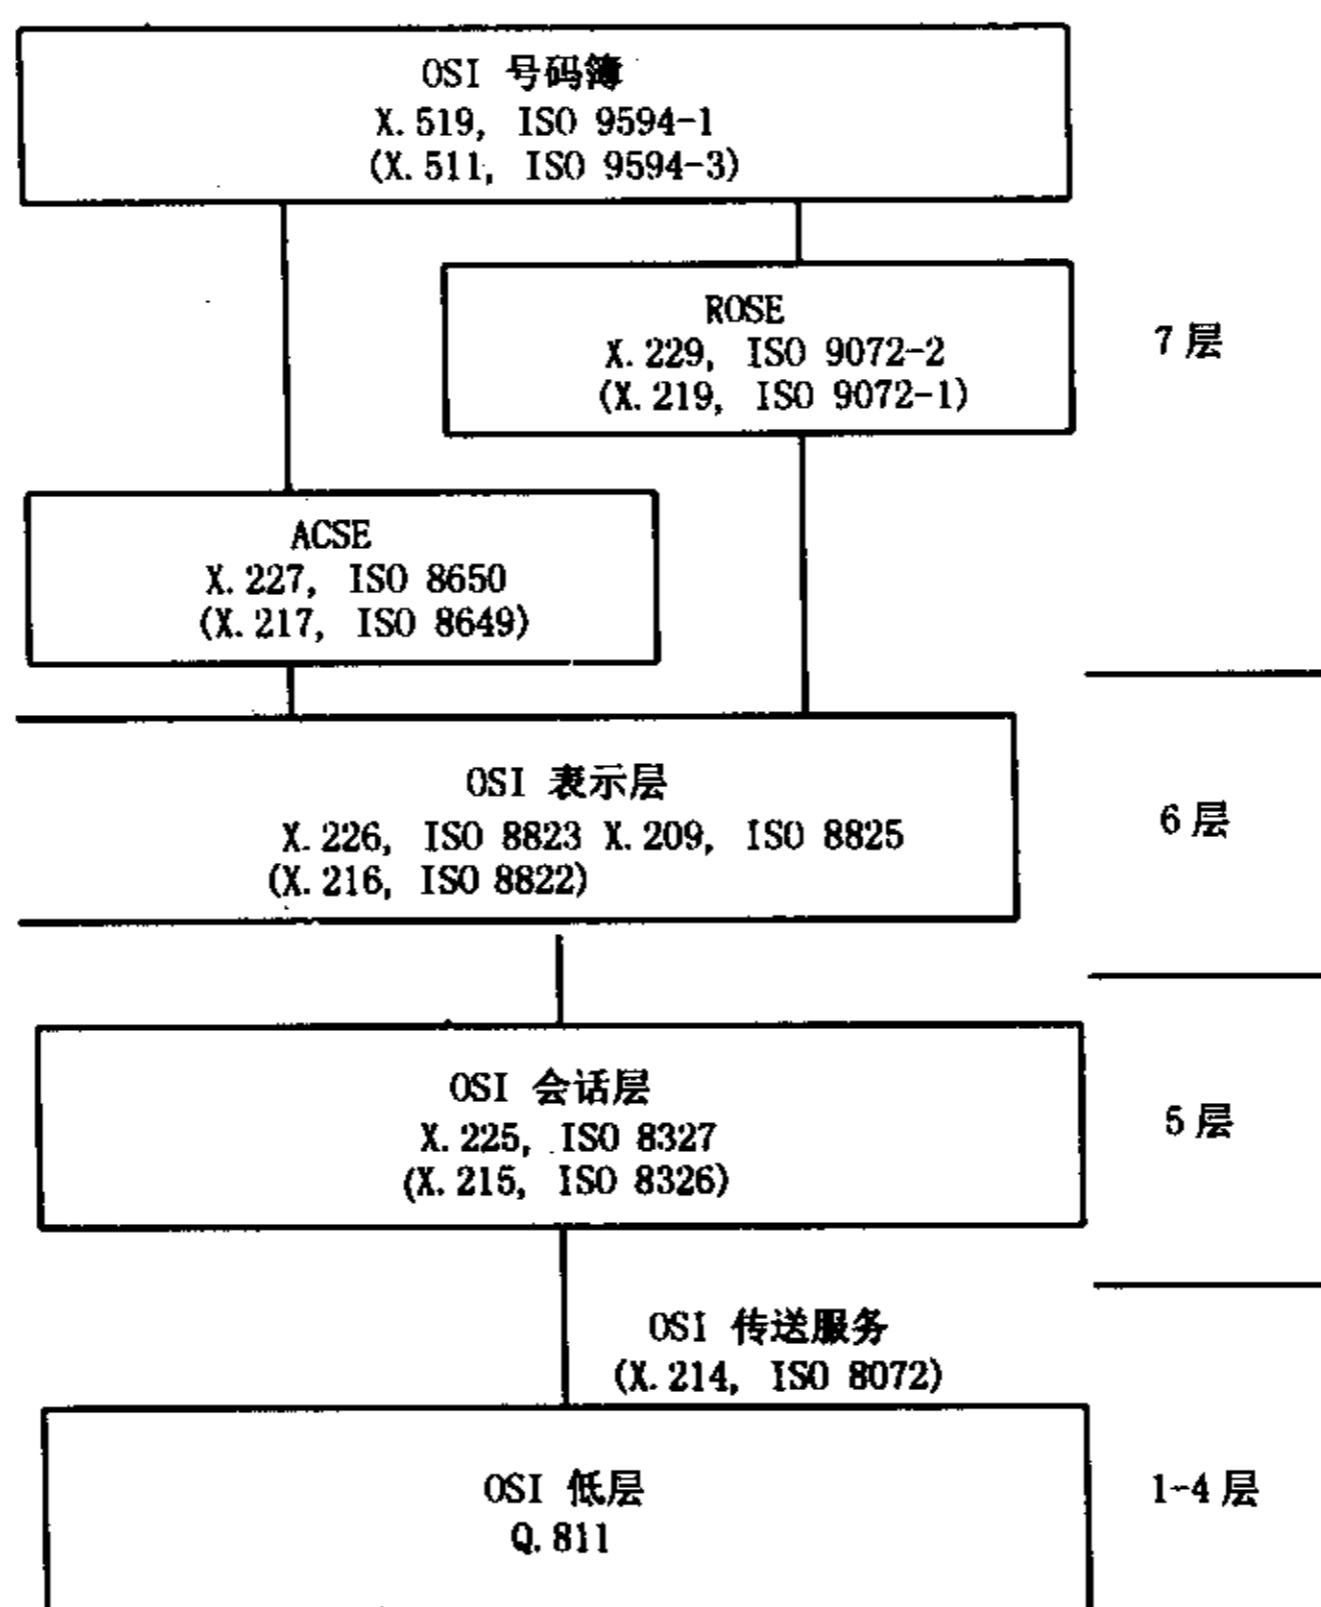 OSI 号码簿
X.519, ISO 9594-1
(X.511, ISO 9594-3)
ROSE
X.229, ISO 9072-2
(X.219, ISO 9072-1)
7 层
ACSE
X.227, ISO 8650
(X.217, ISO 8649)
OSI 表示层
X.226, ISO 8823 X.209, ISO 8825
(X.216, ISO 8822)
6 层
OSI 会话层
X.225, ISO 8327
(X.215, ISO 8326)
5 层
OSI 传送服务
(X.214, ISO 8072)
OSI 低层
Q.811
1-4 层